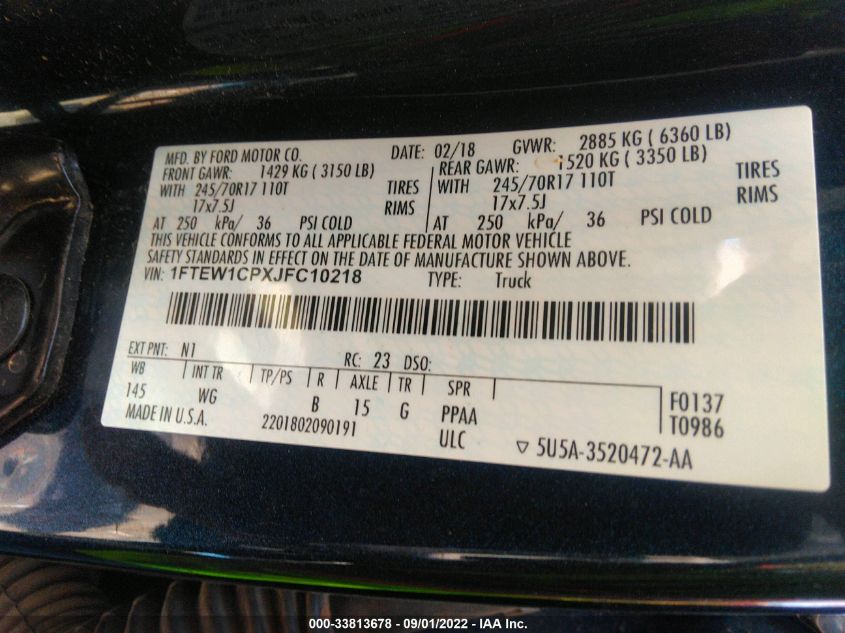 MFD. BY FORD MOTOR CO. DATE: 02/18 GVWR: 2885 KG ( 6360 LB)
FRONT GAWR: 1429 KG ( 3150 LB) REAR GAWR: 1520 KG ( 3350 LB)
WITH 245/70R17 110T TIRES WITH 245/70R17 110T TIRES
17x7.5J RIMS 17x7.5J RIMS
AT 250 kPa/ 36 PSI COLD AT 250 kPa/ 36 PSI COLD
THIS VEHICLE CONFORMS TO ALL APPLICABLE FEDERAL MOTOR VEHICLE
SAFETY STANDARDS IN EFFECT ON THE DATE OF MANUFACTURE SHOWN ABOVE.
VIN: 1FTEW1CPXJFC10218 TYPE: Truck
EXT PNT: N1 RC: 23 DSO:
WB INT TR TP/PS R AXLE TR SPR
145 WG B 15 G PPAA F0137
MADE IN U.S.A. 2201802090191 ULC T0986
▽ 5U5A-3520472-AA
000-33813678 - 09/01/2022 - IAA Inc.